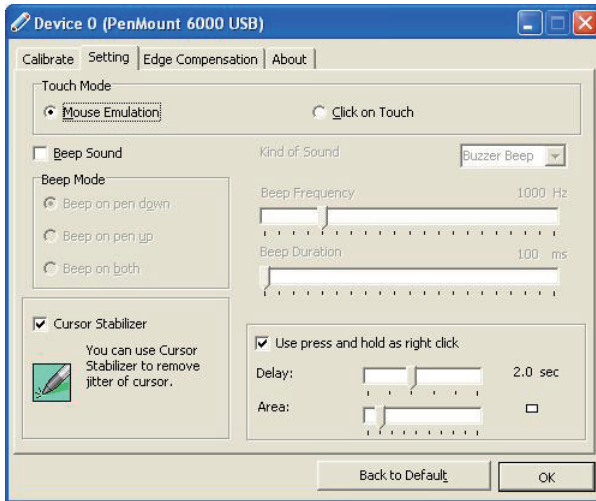 Device 0 (PenMount 6000 USB)
Calibrate Setting Edge Compensation About
Touch Mode
Mouse Emulation Click on Touch
Beep Sound Kind of Sound Buzzer Beep
Beep Mode
Beep on pen down Beep Frequency 1000 Hz
Beep on pen up
Beep on both Beep Duration 100 ms
Cursor Stabilizer
You can use Cursor
Stabilizer to remove
jitter of cursor.
Use press and hold as right click
Delay: 2.0 sec
Area:
Back to Default OK